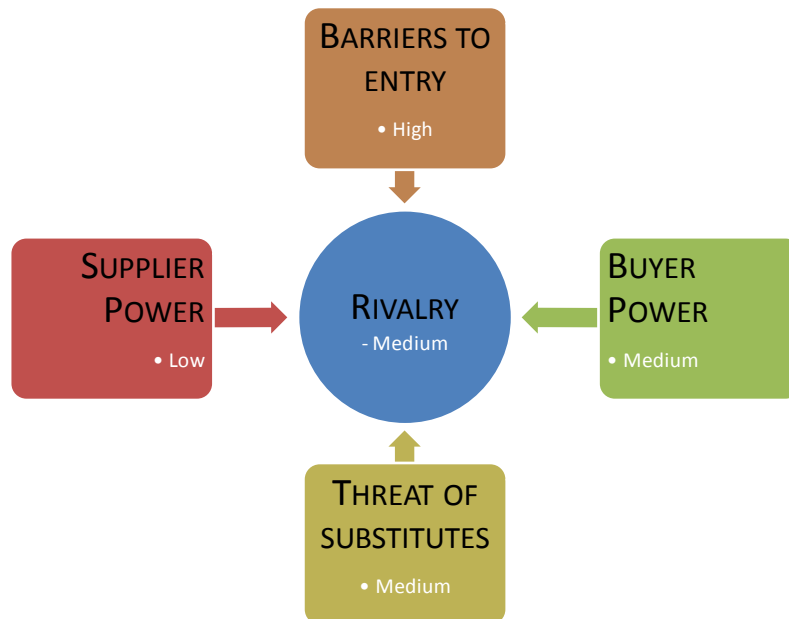 BARRIERS TO
ENTRY
• High
SUPPLIER
POWER
• Low
RIVALRY
- Medium
BUYER
POWER
• Medium
THREAT OF
SUBSTITUTES
• Medium